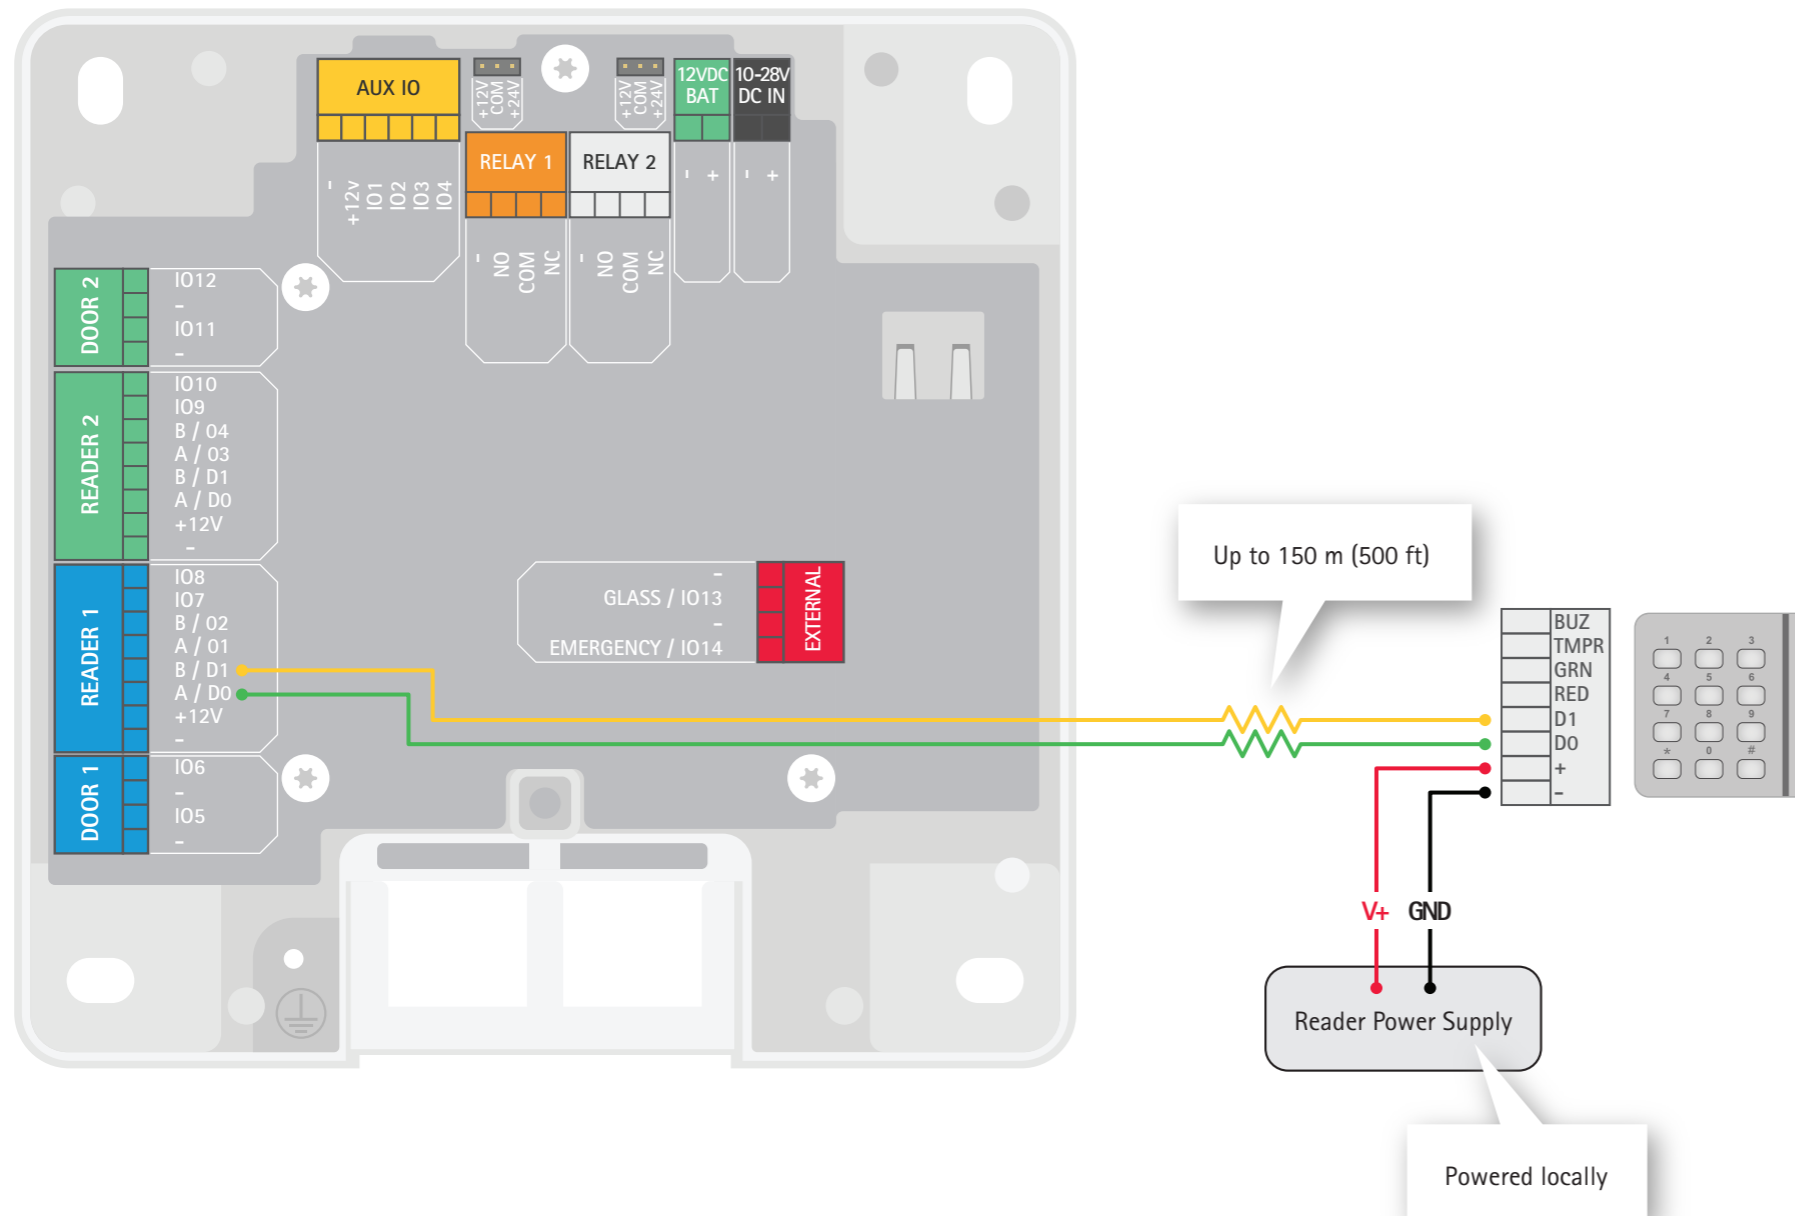 AUX IO
-
+12v
IO1
IO2
IO3
IO4
+12V
COM
+24V
+12V
COM
+24V
12VDC
BAT
10-28V
DC IN
RELAY 1
RELAY 2
-
NO
COM
NC
-
NO
COM
NC
- +
- +
DOOR 2
IO12
-
IO11
-
READER 2
IO10
IO9
B / O4
A / O3
B / D1
A / D0
+12V
-
READER 1
IO8
IO7
B / O2
A / O1
B / D1
A / D0
+12V
-
DOOR 1
IO6
-
IO5
-
-
GLASS / IO13
-
EMERGENCY / IO14
EXTERNAL
Up to 150 m (500 ft)
BUZ
TMPR
GRN
RED
D1
D0
+
-
1 2 3
4 5 6
7 8 9
* 0 #
V+ GND
Reader Power Supply
Powered locally